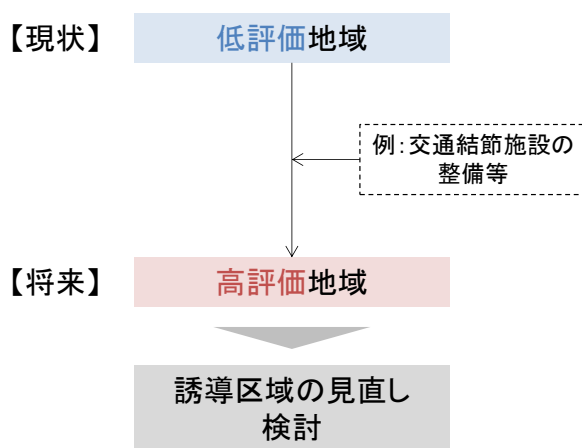 【現状】 低評価地域
例：交通結節施設の
整備等
【将来】 高評価地域
誘導区域の見直し
検討